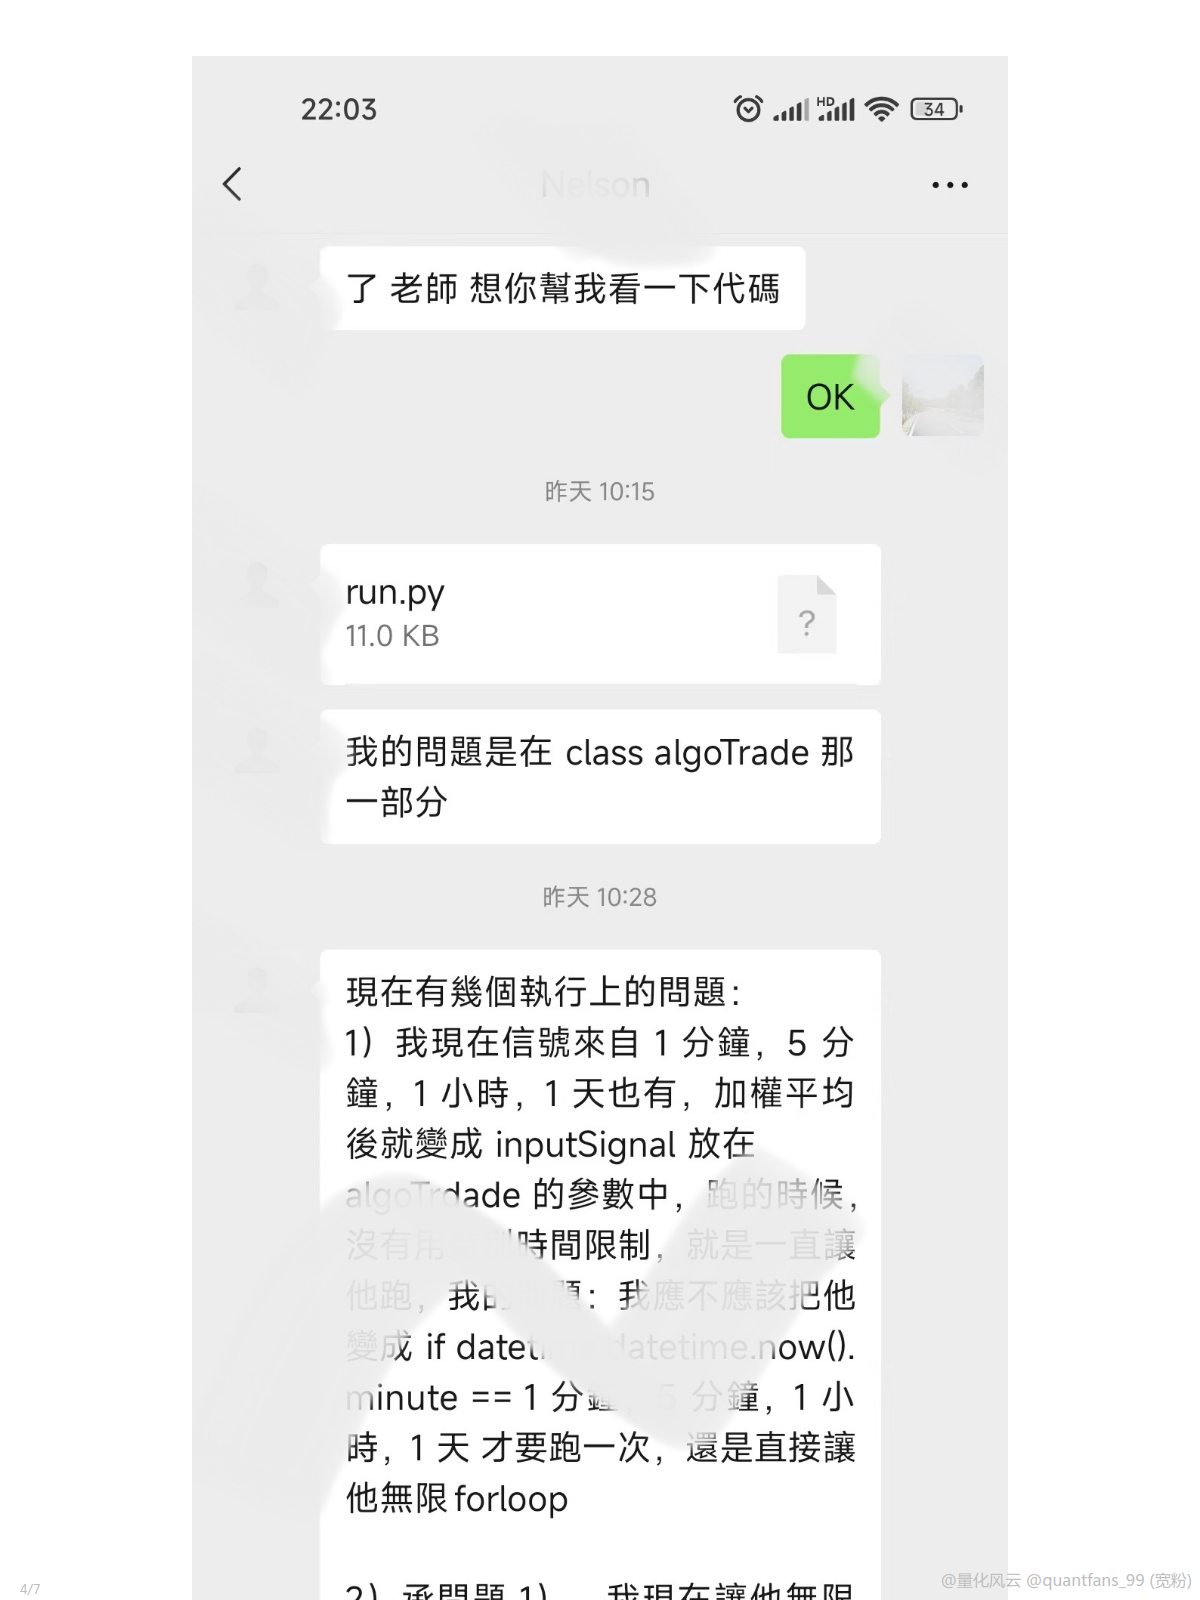 22:03
HD
34
Nelson
了 老師 想你幫我看一下代碼
OK
昨天 10:15
run.py
11.0 KB
?
我的問題是在 class algoTrade 那
一部分
昨天 10:28
現在有幾個執行上的問題：
1）我現在信號來自 1 分鐘，5 分
鐘，1 小時，1 天也有，加權平均
後就變成 inputSignal 放在
algoTrdade 的參數中，跑的時候，
沒有用時間限制，就是一直讓
他跑，我題：我應不應該把他
變成 if datetime.now().
minute == 1 分鐘 5 分鐘，1 小
時，1 天 才要跑一次，還是直接讓
他無限 forloop
2）承問題 1），我現在讓他無限
4/7
@量化风云 @quantfans_99 (宽粉)